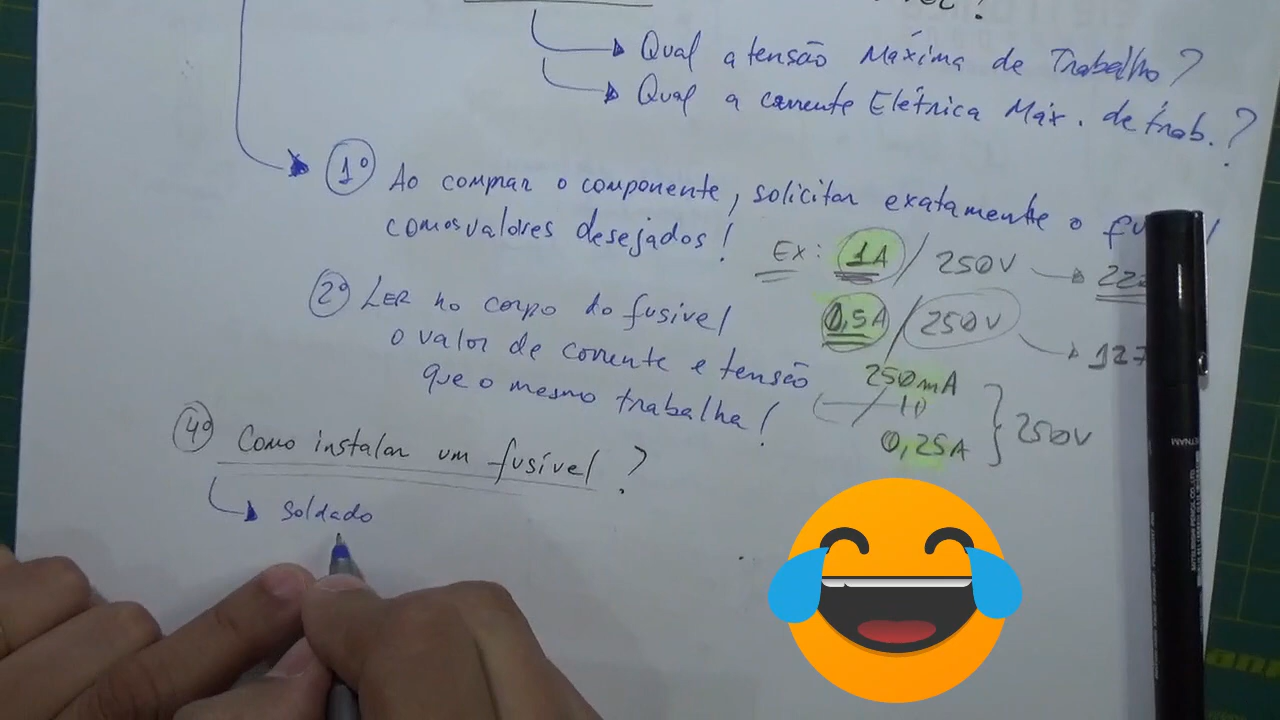 Qual a tensão Máxima de Trabalho?
Qual a corrente Elétrica Máx. de trab.?
1º Ao comprar o componente, solicitar exatamente o
com os valores desejados!
Ex: 1A / 250V
0,5A / 250V
2º LER no corpo do fusível
o valor de corrente e tensão
que o mesmo trabalha!
250mA
0,25A
250V
4º Como instalar um fusível?
Soldado